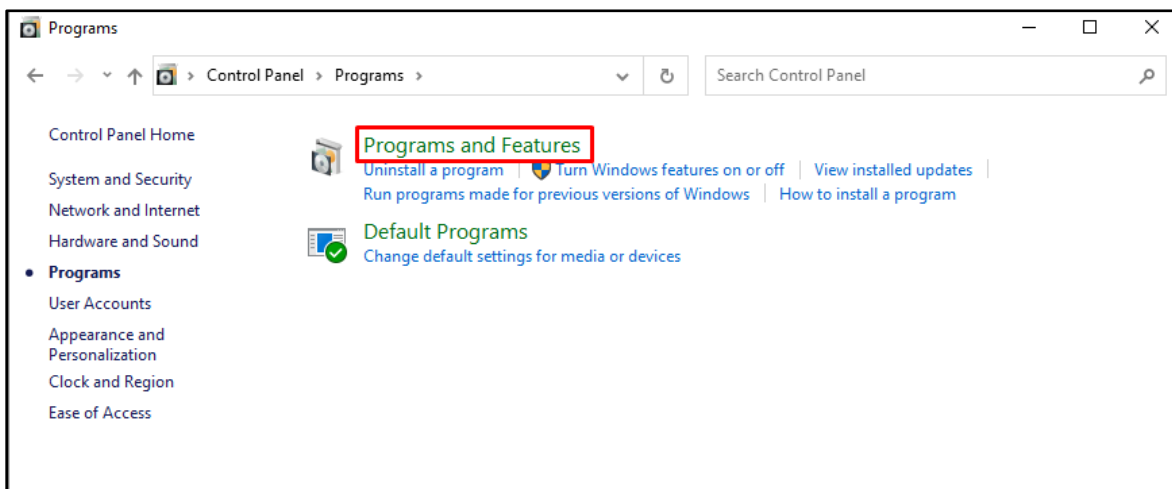 Programs
Control Panel > Programs >
Search Control Panel
Control Panel Home
System and Security
Network and Internet
Hardware and Sound
Programs
User Accounts
Appearance and
Personalization
Clock and Region
Ease of Access
Programs and Features
Uninstall a program
Turn Windows features on or off
View installed updates
Run programs made for previous versions of Windows
How to install a program
Default Programs
Change default settings for media or devices